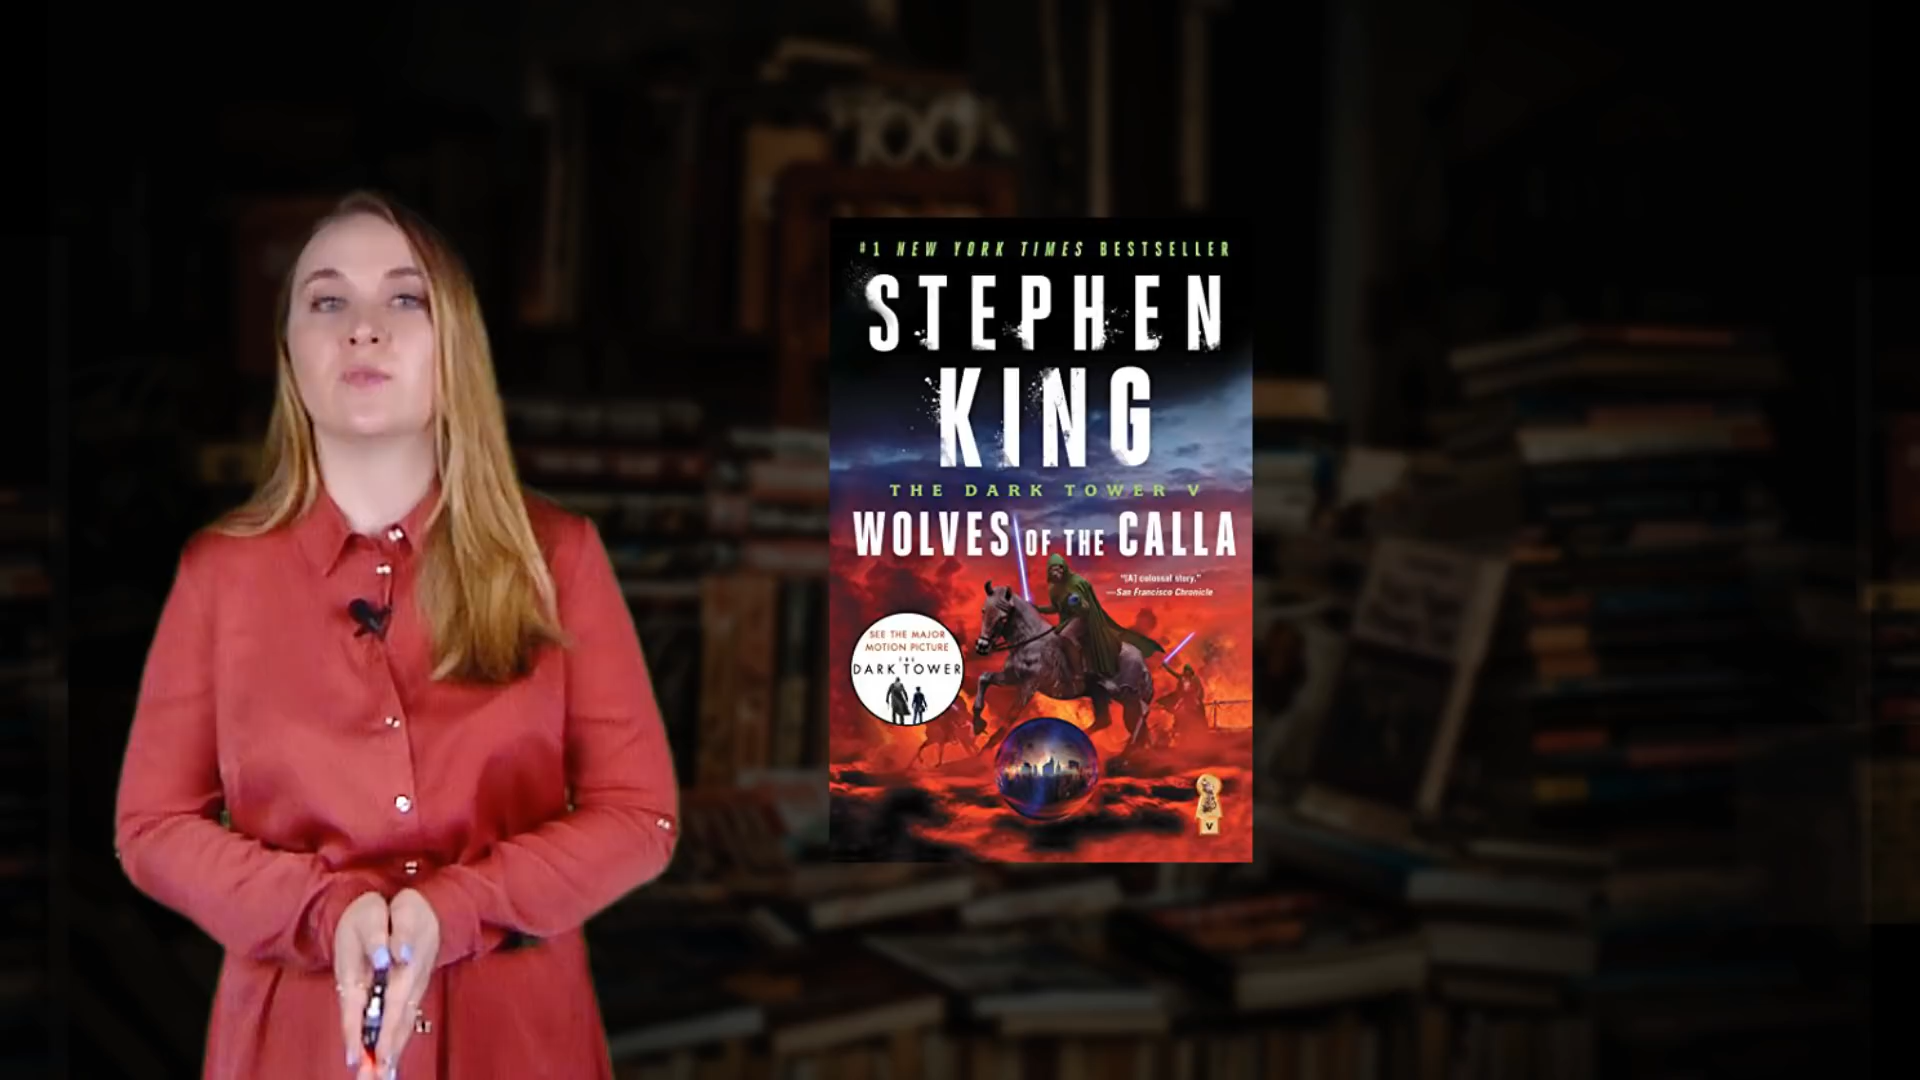 100
#1 NEW YORK TIMES BESTSELLER
STEPHEN
KING
THE DARK TOWER V
WOLVES OF THE CALLA
"[A] colossal story."
—San Francisco Chronicle
SEE THE MAJOR
MOTION PICTURE
THE
DARK TOWER
V